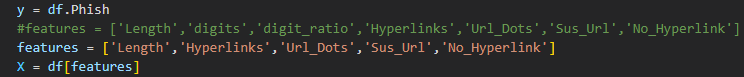 y = df.Phish
#features = ['Length','digits','digit_ratio','Hyperlinks','Url_Dots','Sus_Url','No_Hyperlink']
features = ['Length','Hyperlinks','Url_Dots','Sus_Url','No_Hyperlink']
X = df[features]